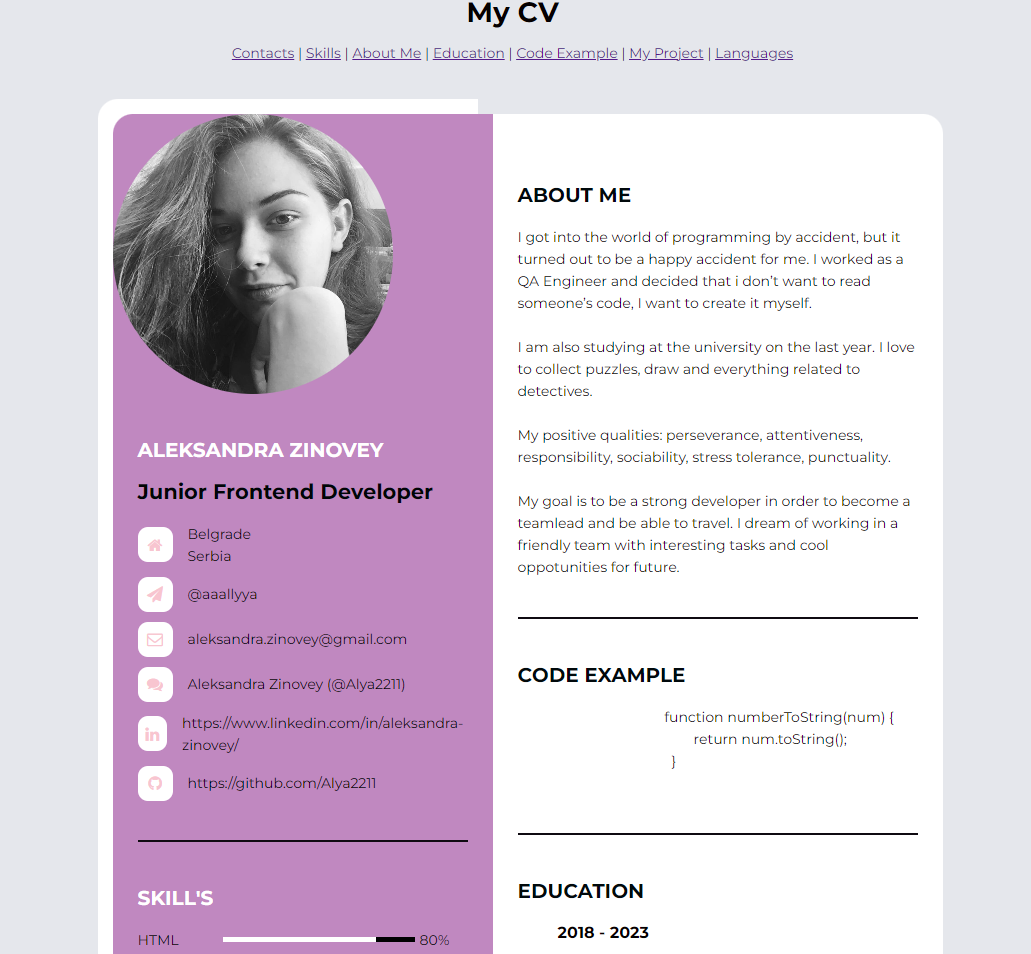 My CV
Contacts | Skills | About Me | Education | Code Example | My Project | Languages
ALEKSANDRA ZINOVEY
Junior Frontend Developer
Belgrade
Serbia
@aaallyya
aleksandra.zinovey@gmail.com
Aleksandra Zinovey (@Alya2211)
https://www.linkedin.com/in/aleksandra-
zinovey/
https://github.com/Alya2211
SKILL'S
HTML 80%
ABOUT ME
I got into the world of programming by accident, but it
turned out to be a happy accident for me. I worked as a
QA Engineer and decided that i don’t want to read
someone’s code, I want to create it myself.
I am also studying at the university on the last year. I love
to collect puzzles, draw and everything related to
detectives.
My positive qualities: perseverance, attentiveness,
responsibility, sociability, stress tolerance, punctuality.
My goal is to be a strong developer in order to become a
teamlead and be able to travel. I dream of working in a
friendly team with interesting tasks and cool
oppotunities for future.
CODE EXAMPLE
function numberToString(num) {
return num.toString();
}
EDUCATION
2018 - 2023